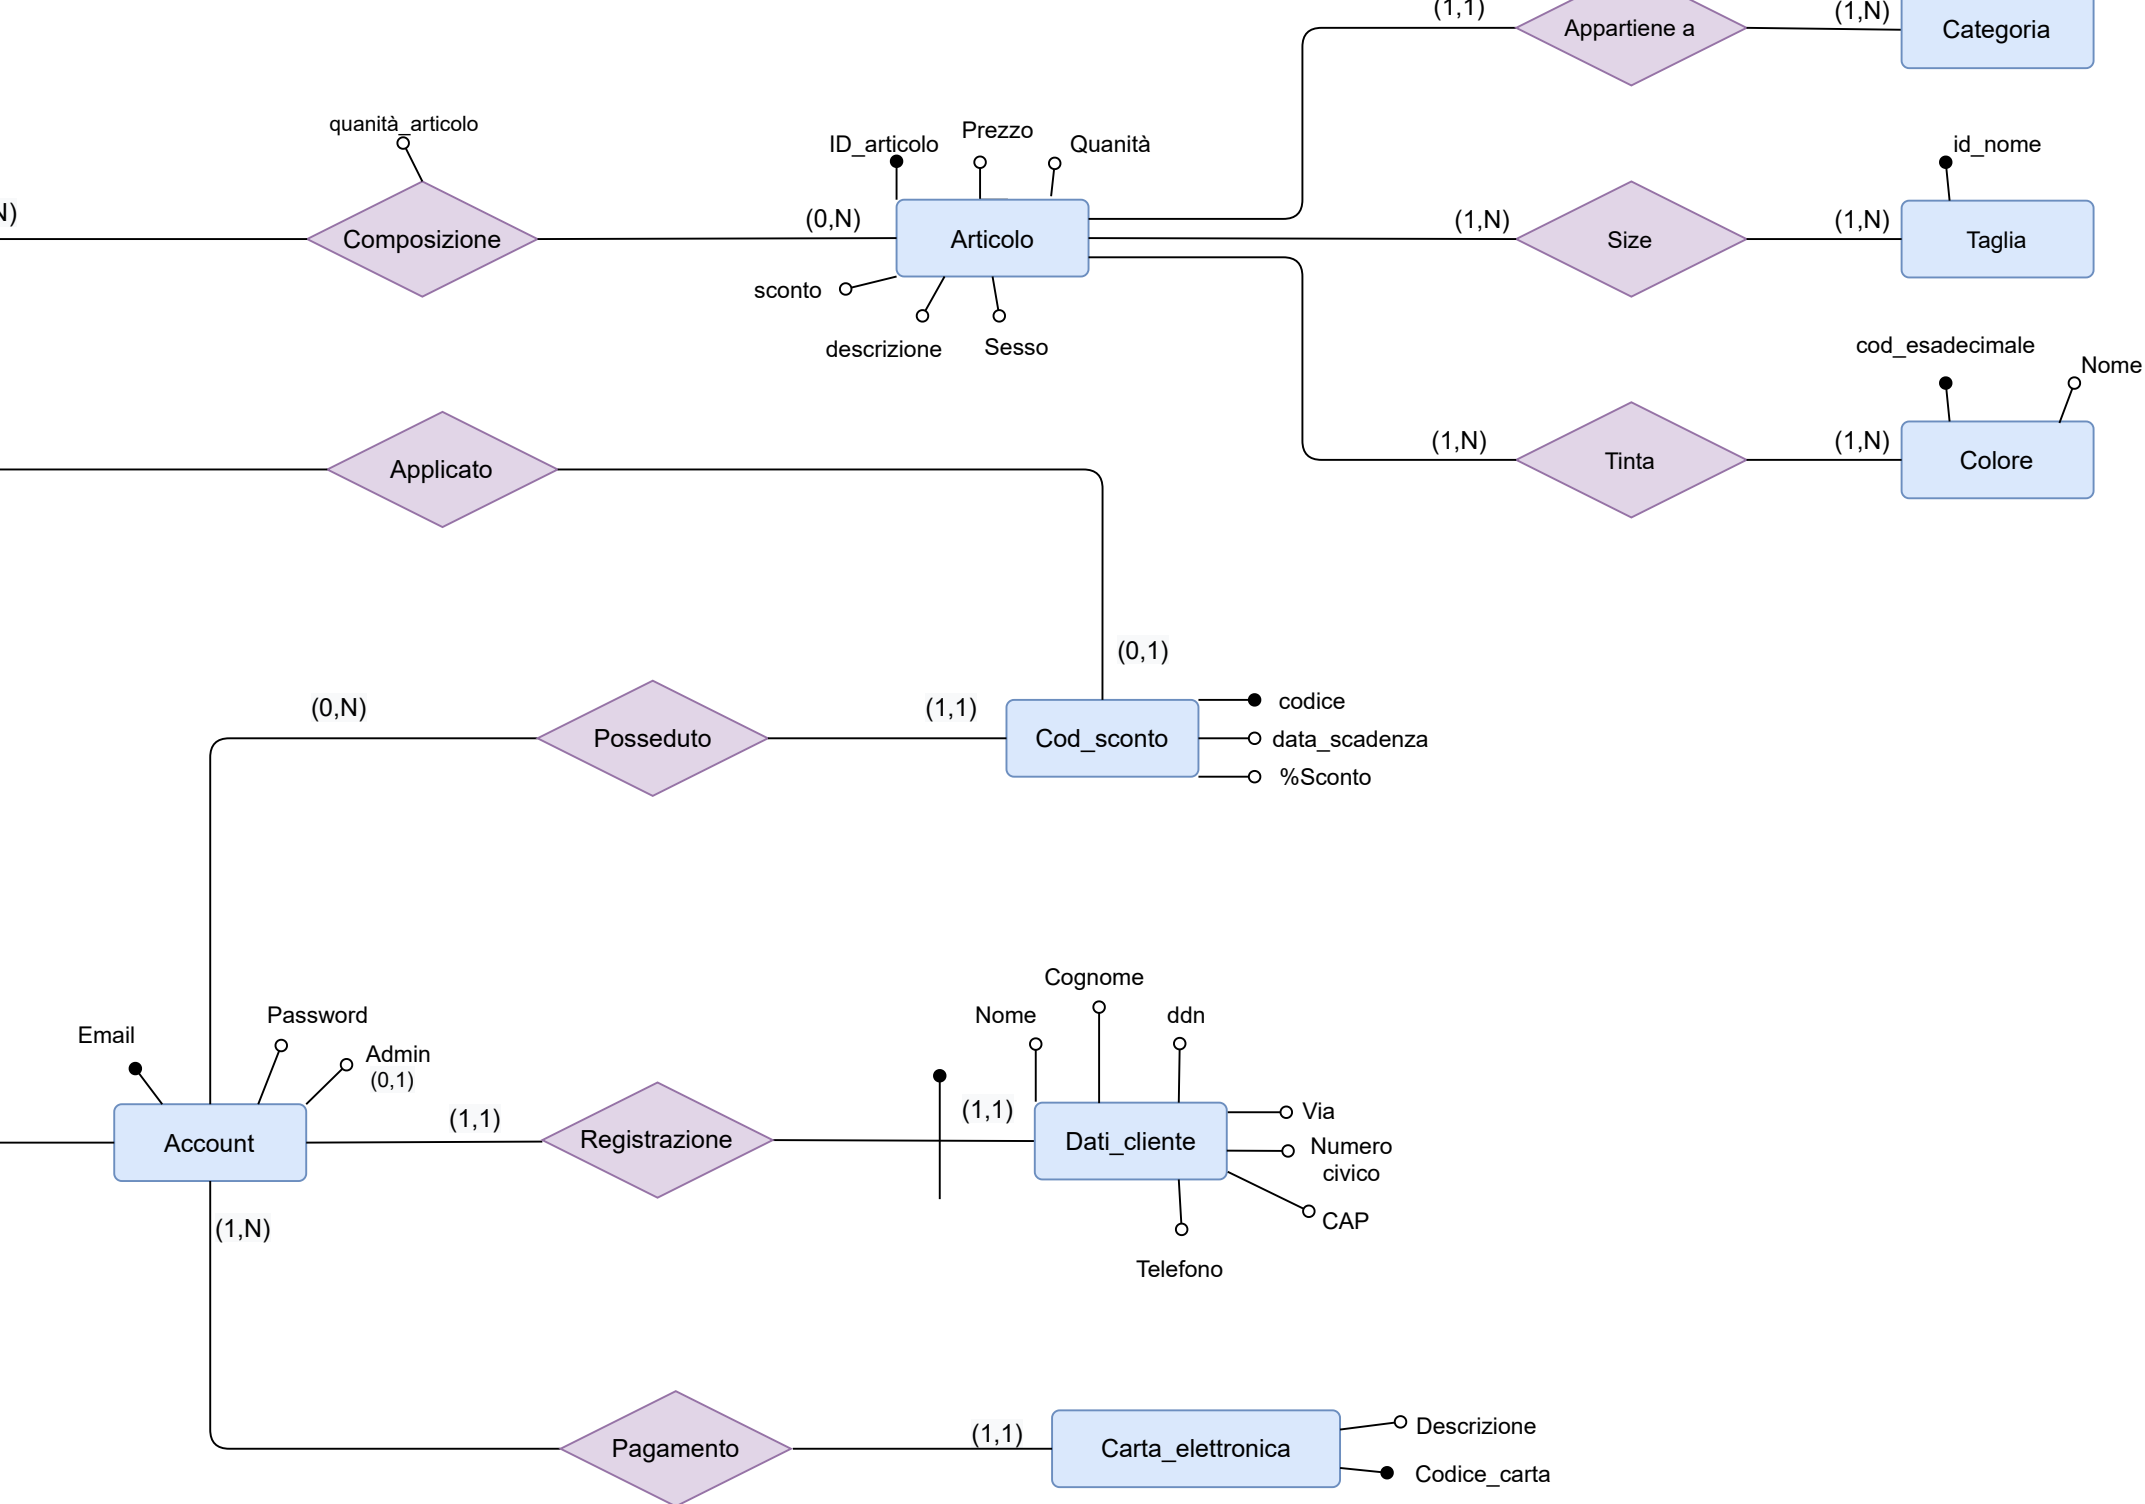 (1,1)
Appartiene a
(1,N)
Categoria
quanità_articolo
ID_articolo
Prezzo
Quanità
id_nome
N)
Composizione
(0,N)
Articolo
(1,N)
Size
(1,N)
Taglia
sconto
descrizione
Sesso
cod_esadecimale
Nome
Applicato
(1,N)
Tinta
(1,N)
Colore
(0,1)
(0,N)
Posseduto
(1,1)
Cod_sconto
codice
data_scadenza
%Sconto
Cognome
Email
Password
Nome
ddn
Admin
(0,1)
Account
(1,1)
Registrazione
(1,1)
Dati_cliente
Via
Numero
civico
CAP
(1,N)
Telefono
Pagamento
(1,1)
Carta_elettronica
Descrizione
Codice_carta